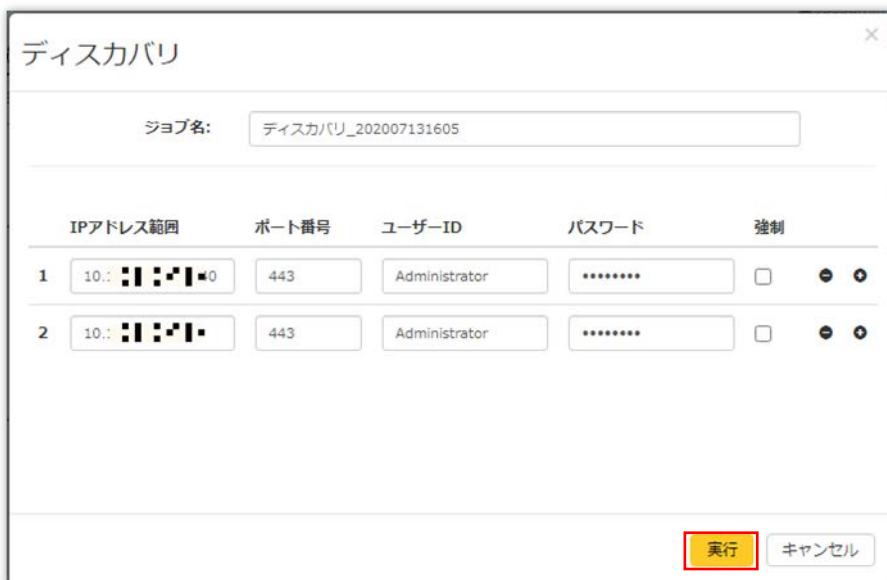 ディスカバリ
ジョブ名: ディスカバリ_202007131605
IPアドレス範囲 ポート番号 ユーザーID パスワード 強制
1 10. 443 Administrator ••••••••
2 10. 443 Administrator ••••••••
実行 キャンセル